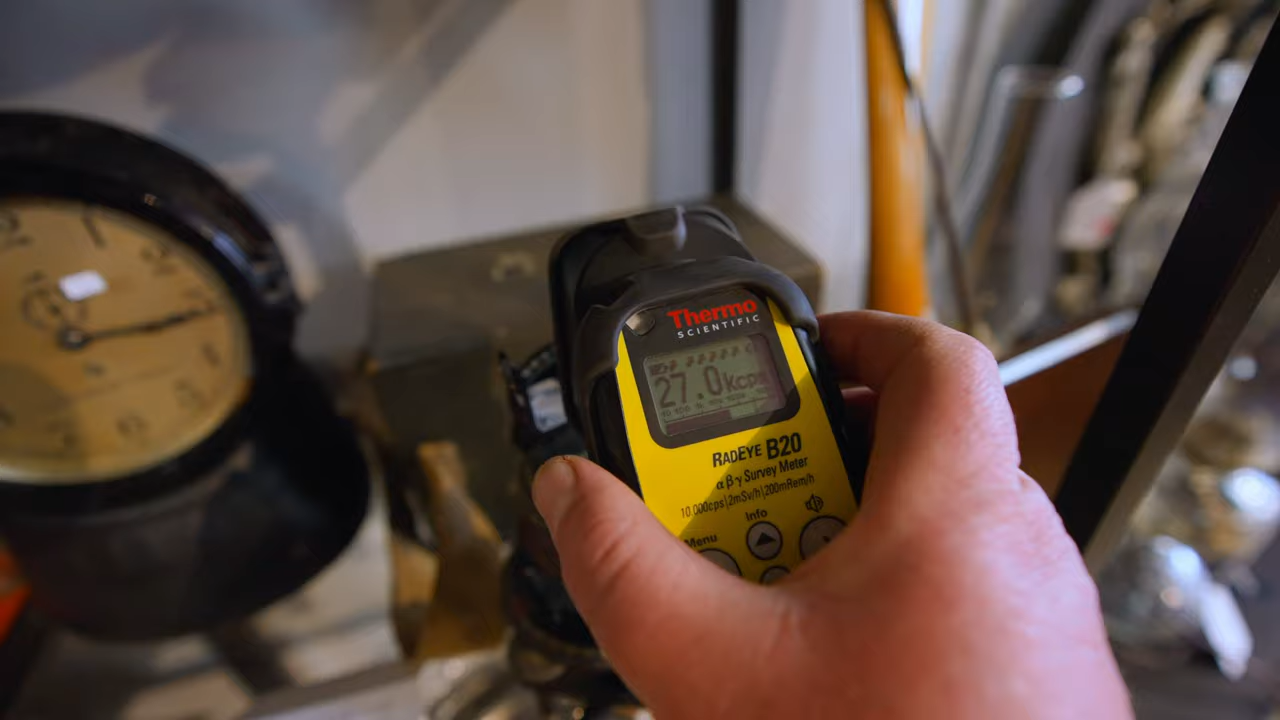 Thermo
SCIENTIFIC
27.0kcps
RADEYE B20
α β γ Survey Meter
10.000cps|2mSv/h|200mRem/h
Info
Menu